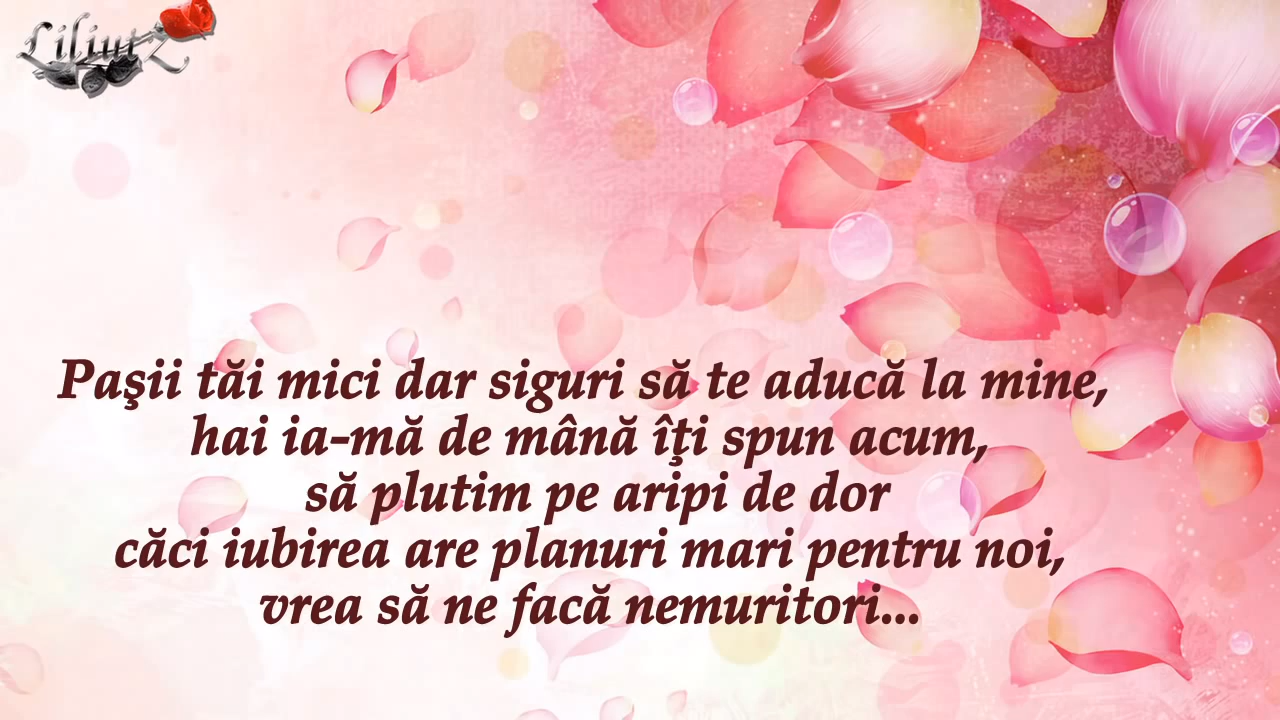 LiliutZ
Paşii tăi mici dar siguri să te aducă la mine,
hai ia-mă de mână îţi spun acum,
să plutim pe aripi de dor
căci iubirea are planuri mari pentru noi,
vrea să ne facă nemuritori...